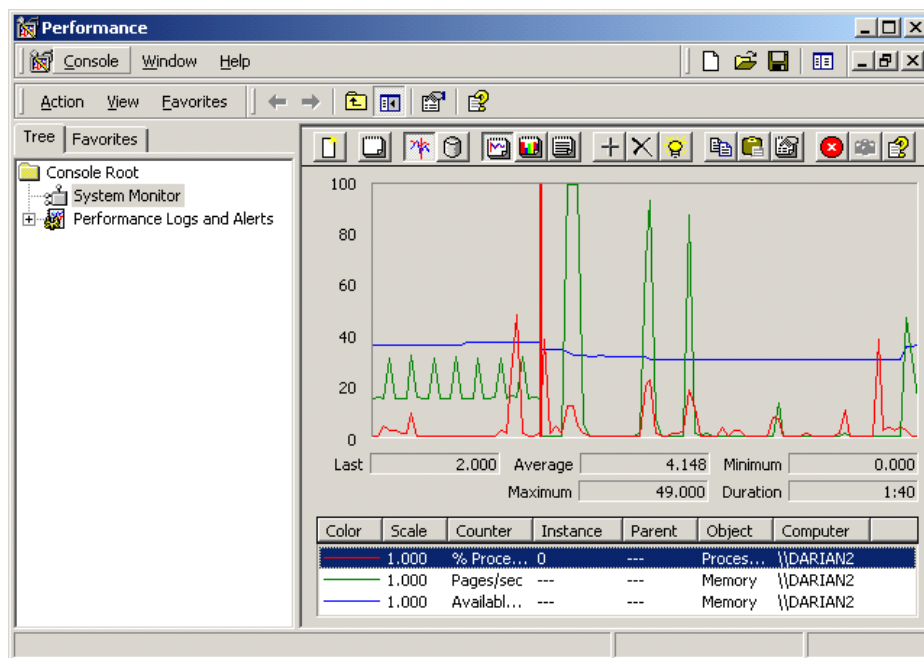 Performance
Console Window Help
Action View Favorites
Tree Favorites
Console Root
System Monitor
Performance Logs and Alerts
100
80
60
40
20
0
Last 2.000 Average 4.148 Minimum 0.000
Maximum 49.000 Duration 1:40
Color Scale Counter Instance Parent Object Computer
1.000 % Proce... 0 --- Proces... \\DARIAN2
1.000 Pages/sec --- --- Memory \\DARIAN2
1.000 Availabl... --- --- Memory \\DARIAN2